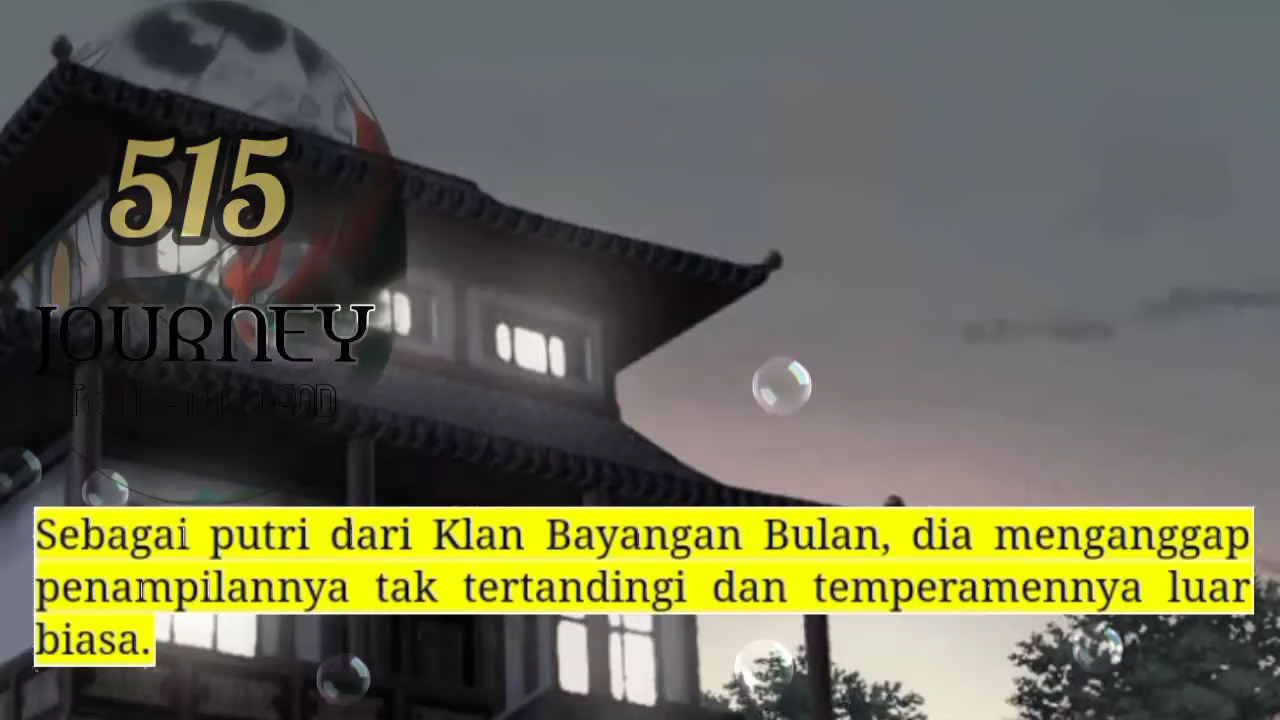 515
JOURNEY
Sebagai putri dari Klan Bayangan Bulan, dia menganggap
penampilannya tak tertandingi dan temperamennya luar
biasa.